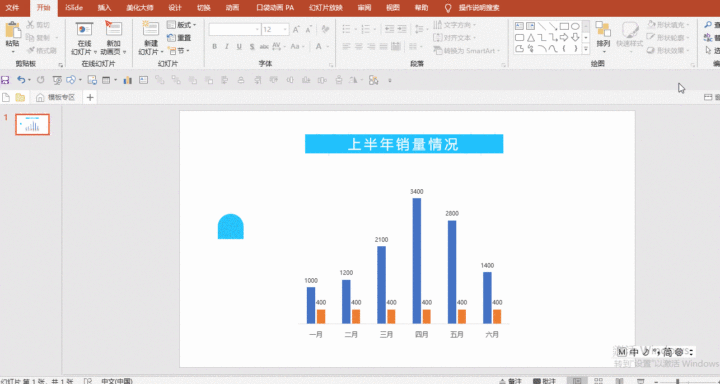 文件 开始 iSlide 插入 美化大师 设计 切换 动画 口袋动画 PA 幻灯片放映 审阅 视图 帮助 操作说明搜索
粘贴 剪切 复制 格式刷
在线 幻灯片 新加 动画页 新建 幻灯片 版式 重置 节
12
B I U S
文字方向 对齐文本 转换为 SmartArt
排列 快速样式 形状填充 形状轮廓 形状效果
剪贴板 在线幻灯片 幻灯片 字体 段落 绘图
模板专区
1
上半年销量情况
3400
2800
2100
1400
1200
1000
400 400 400 400 400 400
一月 二月 三月 四月 五月 六月
M 中 简
转到"设置"以激活 Windows
幻灯片 第 1 张，共 1 张 中文(中国) 备注 批注